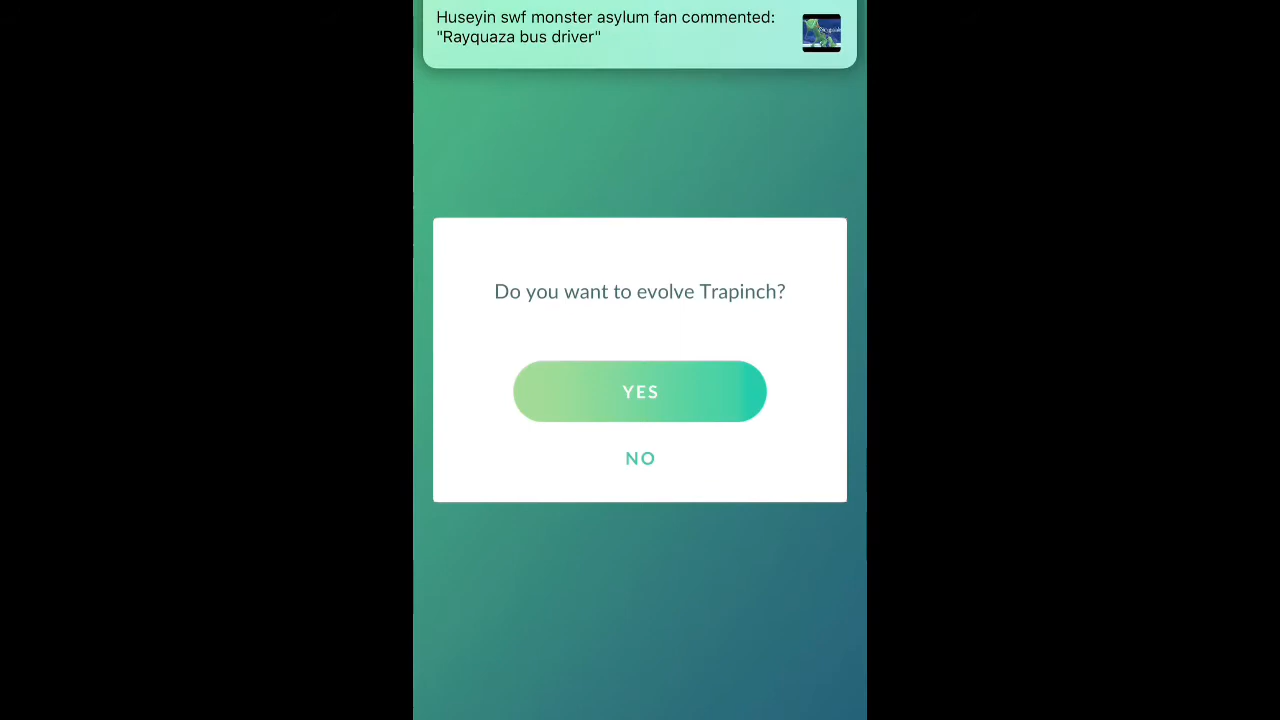 Huseyin swf monster asylum fan commented:
"Rayquaza bus driver"
Do you want to evolve Trapinch?
YES
NO